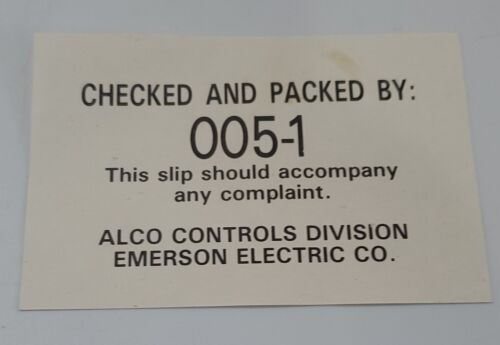 CHECKED AND PACKED BY:
005-1
This slip should accompany
any complaint.
ALCO CONTROLS DIVISION
EMERSON ELECTRIC CO.